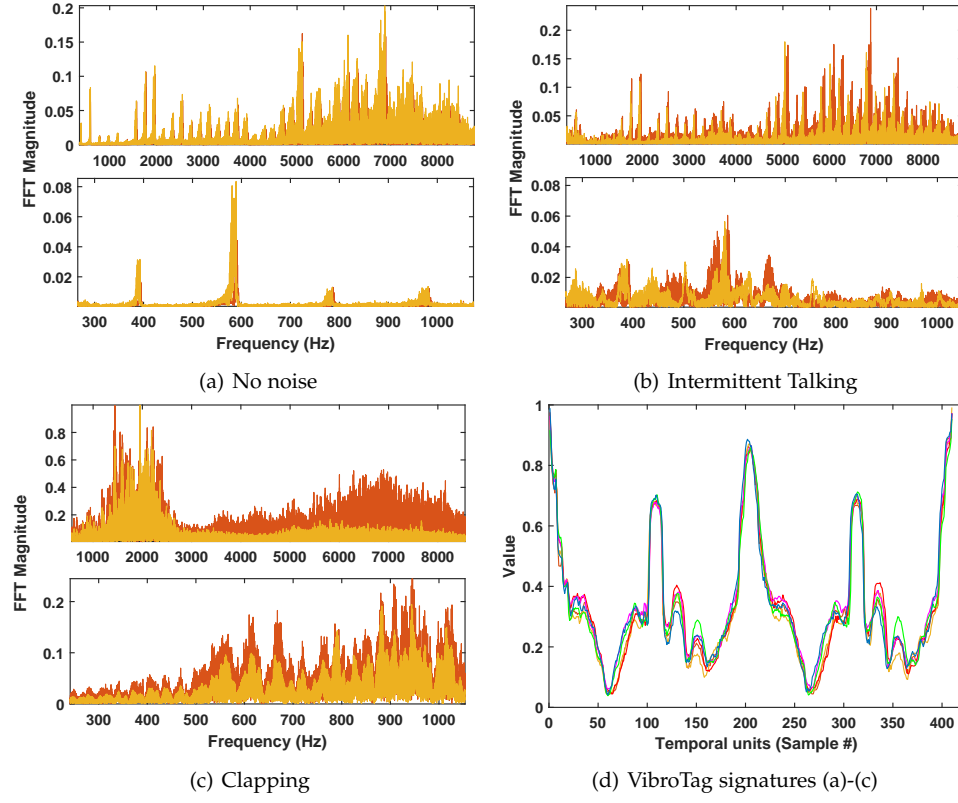 0.2
0.15
0.1
0.05
0
1000 2000 3000 4000 5000 6000 7000 8000
0.08
0.06
0.04
0.02
300 400 500 600 700 800 900 1000
FFT Magnitude
Frequency (Hz)
(a) No noise
0.2
0.15
0.1
0.05
1000 2000 3000 4000 5000 6000 7000 8000
0.08
0.06
0.04
0.02
300 400 500 600 700 800 900 1000
FFT Magnitude
Frequency (Hz)
(b) Intermittent Talking
0.8
0.6
0.4
0.2
1000 2000 3000 4000 5000 6000 7000 8000
0.2
0.1
0
300 400 500 600 700 800 900 1000
FFT Magnitude
Frequency (Hz)
(c) Clapping
1
0.8
0.6
0.4
0.2
0
0 50 100 150 200 250 300 350 400
Value
Temporal units (Sample #)
(d) VibroTag signatures (a)-(c)